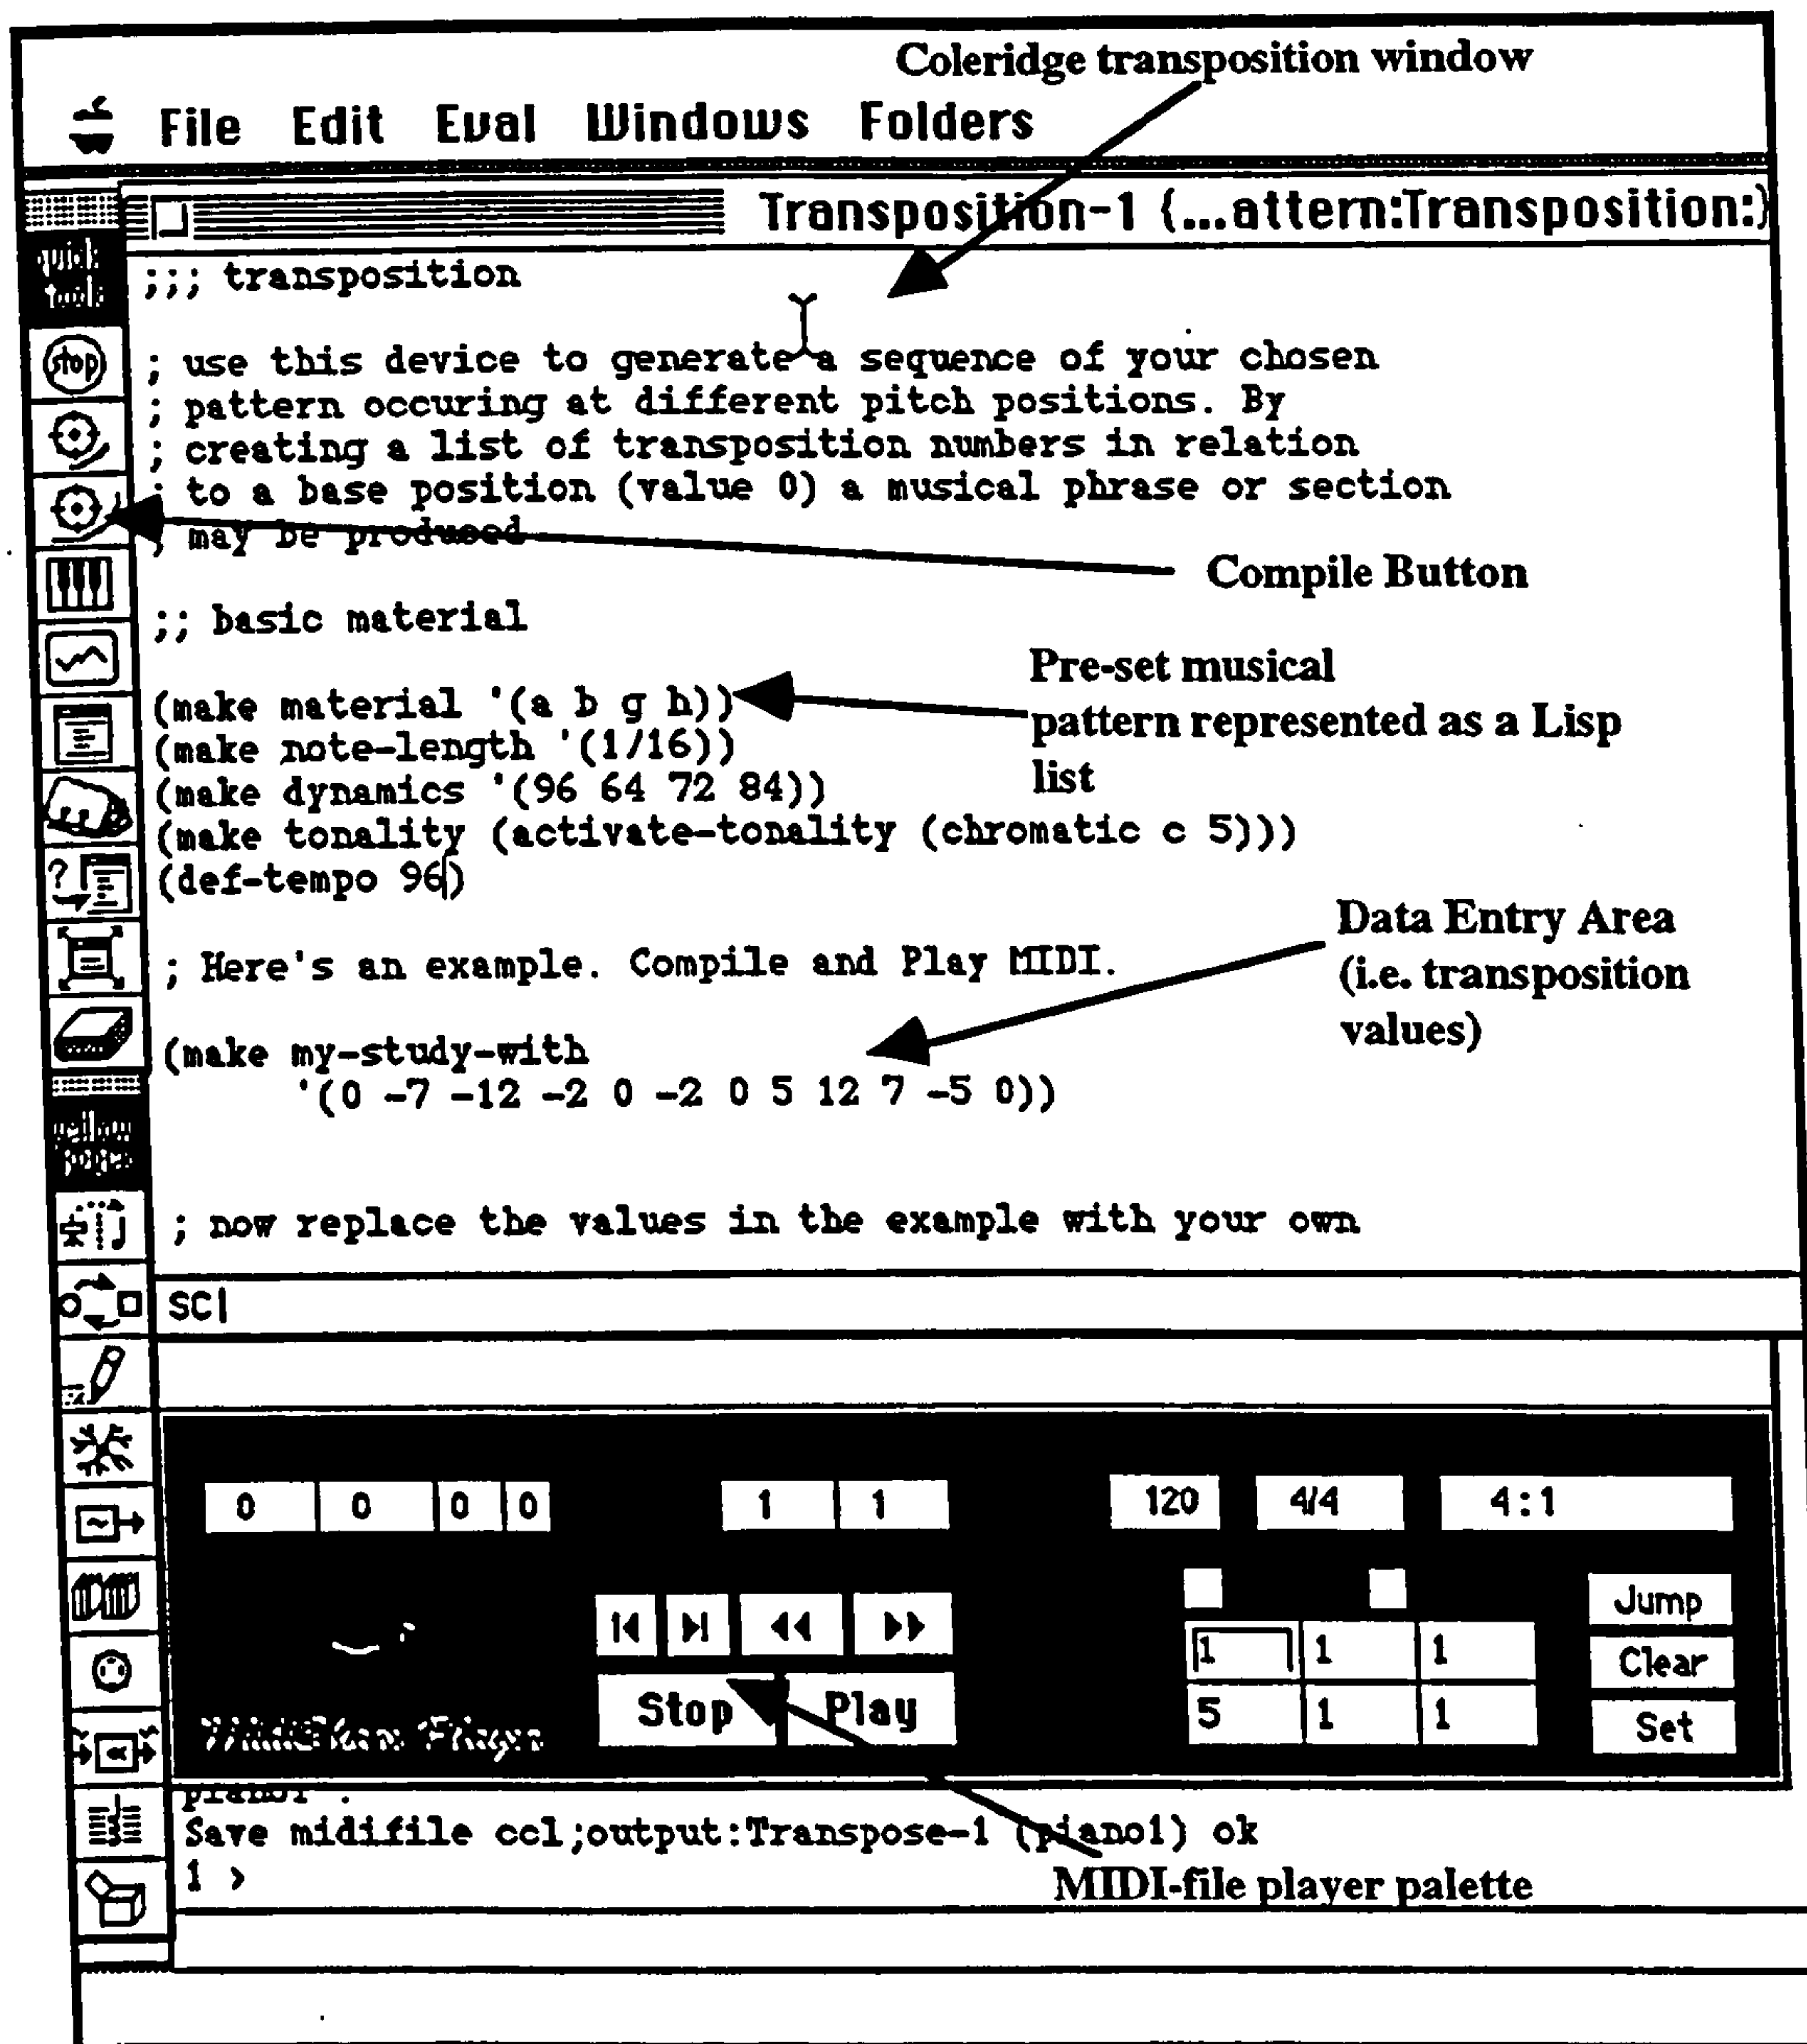 Coleridge transposition window
File Edit Eval Windows Folders
Transposition-1 {...attern:Transposition:}
quick
tools
;;; transposition
stop
; use this device to generate a sequence of your chosen
; pattern occuring at different pitch positions. By
; creating a list of transposition numbers in relation
; to a base position (value 0) a musical phrase or section
; may be produced
Compile Button
;; basic material
Pre-set musical
pattern represented as a Lisp
list
(make material '(a b g h))
(make note-length '(1/16))
(make dynamics '(96 64 72 84))
(make tonality (activate-tonality (chromatic c 5)))
(def-tempo 96)
Data Entry Area
(i.e. transposition
values)
; Here's an example. Compile and Play MIDI.
(make my-study-with
'(0 -7 -12 -2 0 -2 0 5 12 7 -5 0))
yellow
pages
; now replace the values in the example with your own
SC
0 0 0 0 1 1 120 4/4 4:1
Jump
1 1 1 Clear
Stop Play 5 1 1 Set
Player
piano1 .
Save midifile ccl;output:Transpose-1 (piano1) ok
1 >
MIDI-file player palette